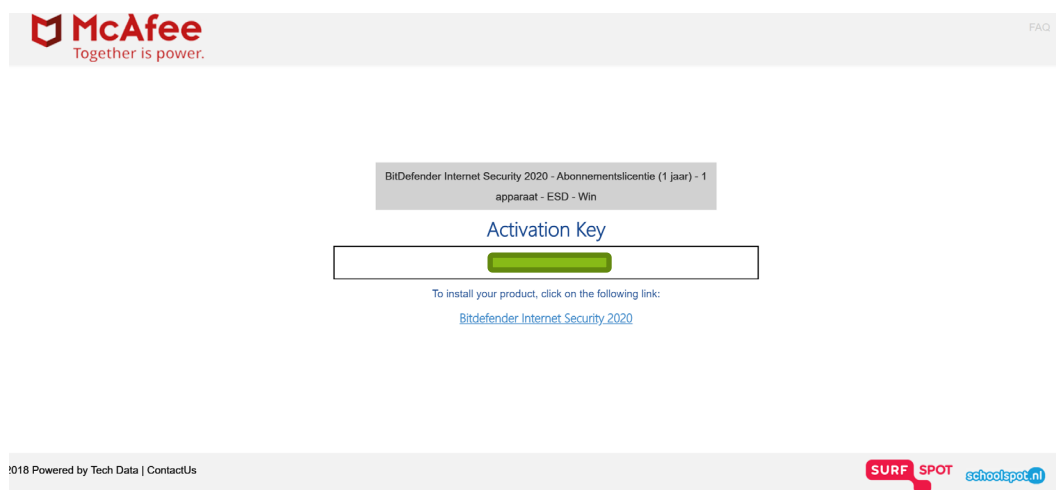 McAfee
Together is power.
FAQ
BitDefender Internet Security 2020 - Abonnementslicentie (1 jaar) - 1
apparaat - ESD - Win
Activation Key
To install your product, click on the following link:
Bitdefender Internet Security 2020
2018 Powered by Tech Data | ContactUs
SURF SPOT
schoolspot.nl